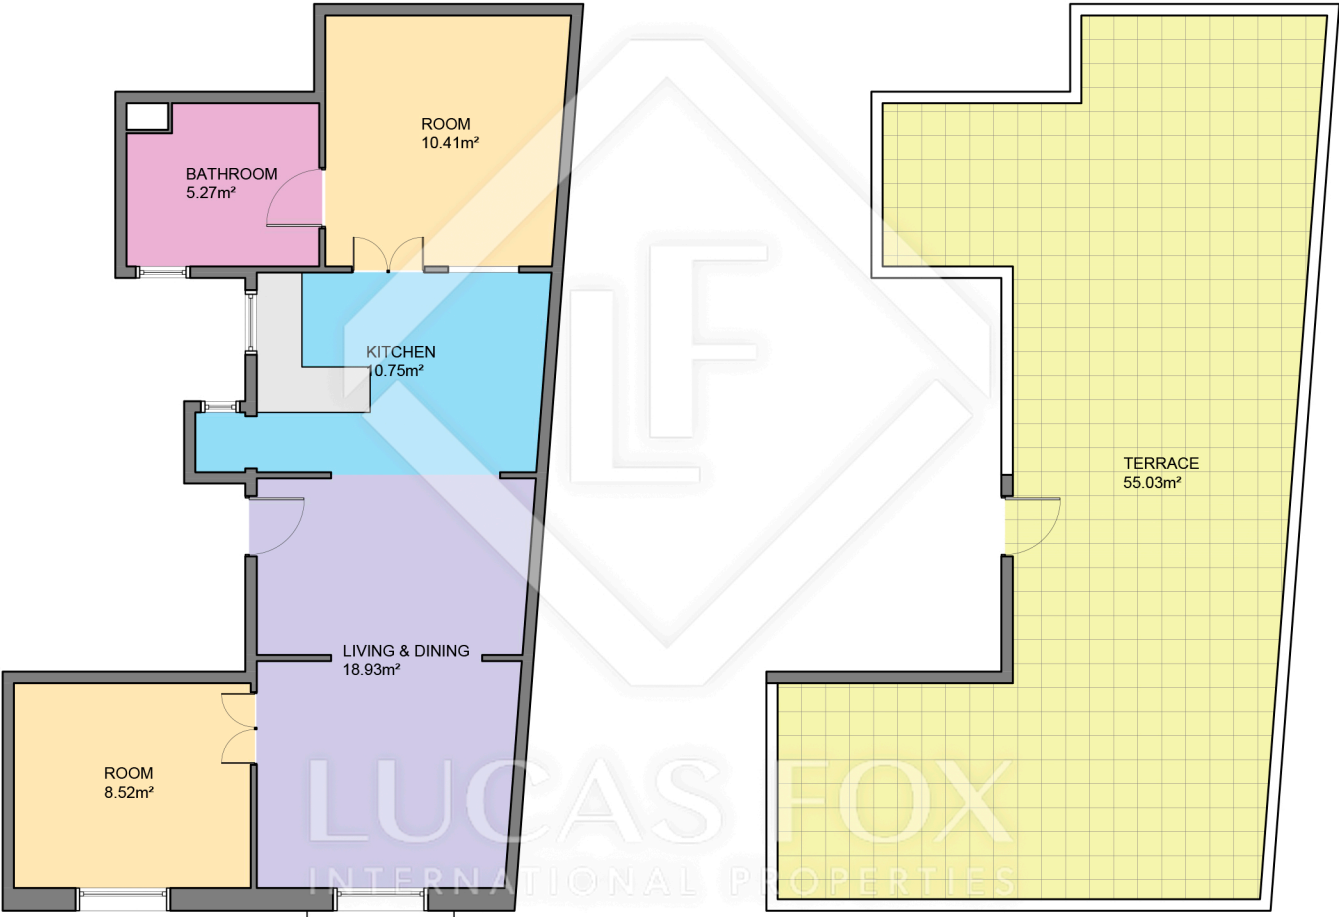 ROOM
10.41m²
BATHROOM
5.27m²
KITCHEN
10.75m²
TERRACE
55.03m²
LIVING & DINING
18.93m²
ROOM
8.52m²
LF
LUCAS FOX
INTERNATIONAL PROPERTIES